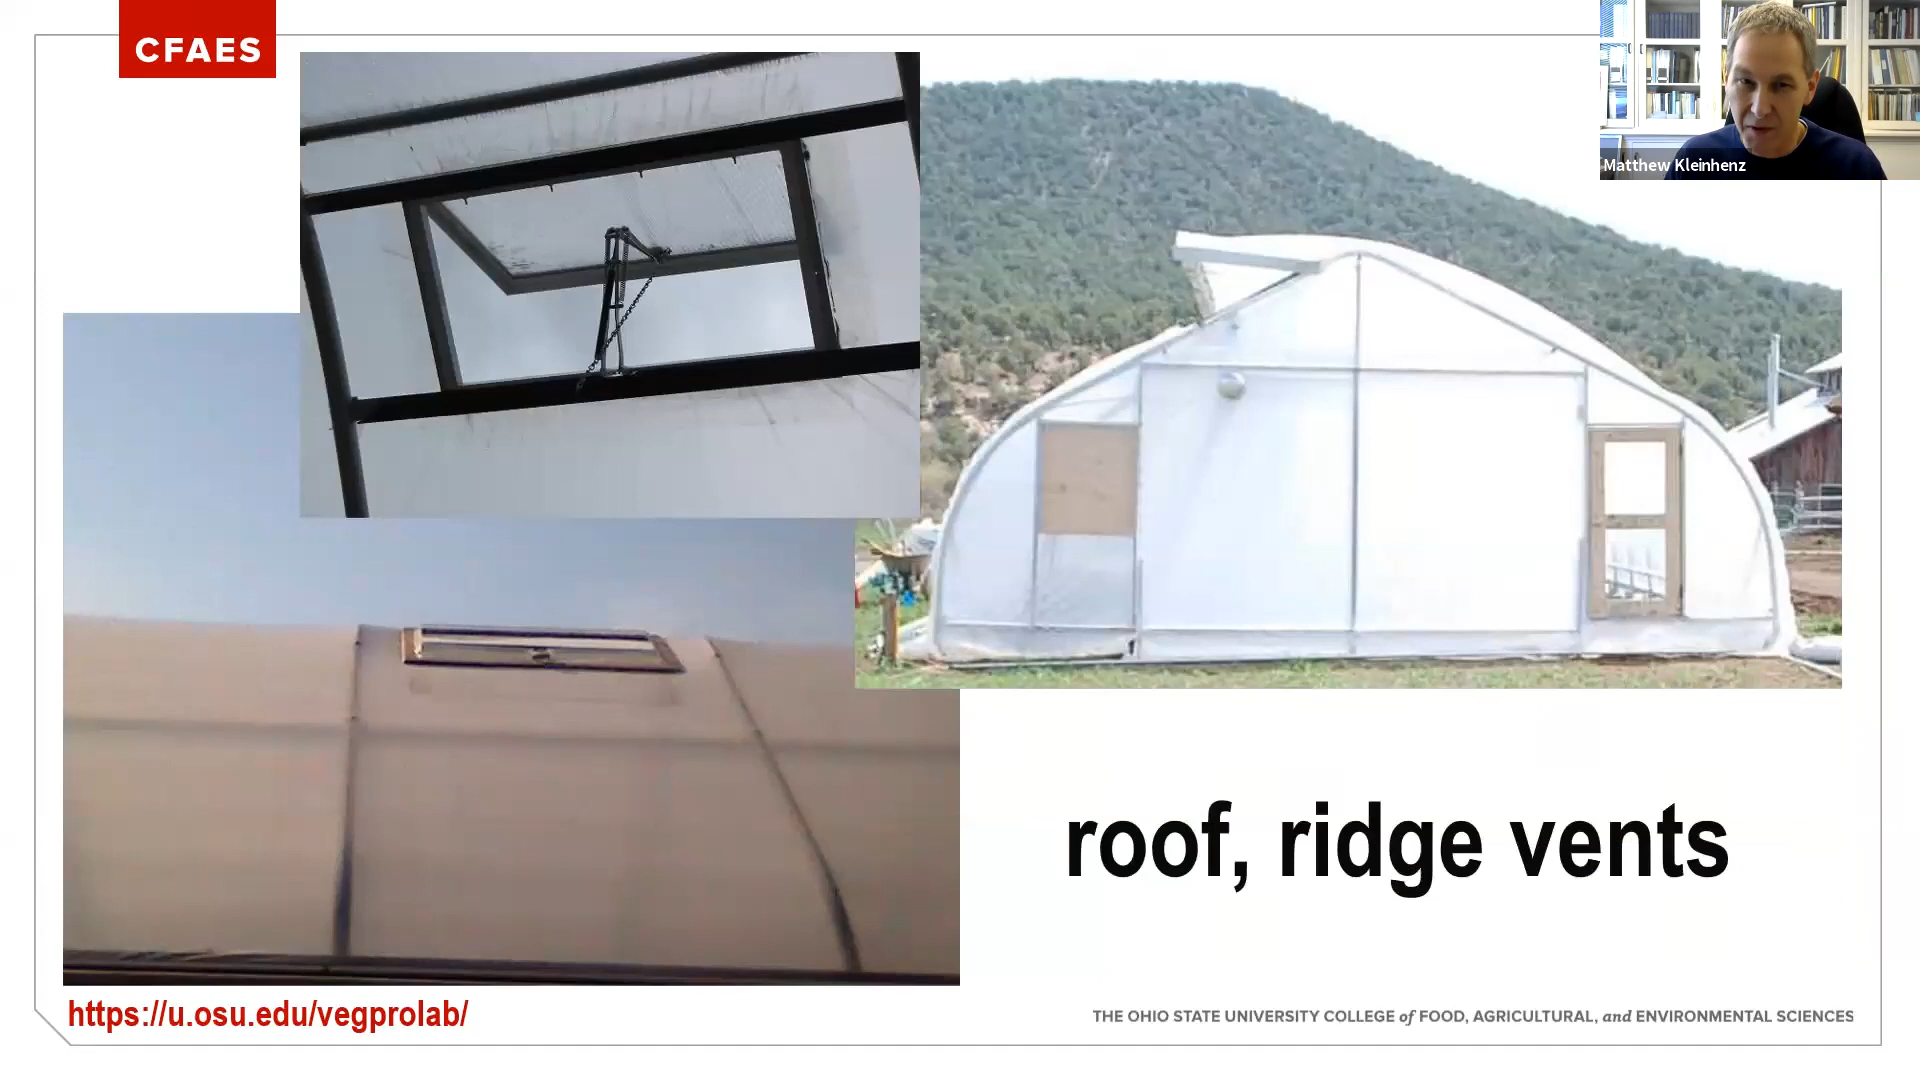 CFAES
Matthew Kleinhenz
roof, ridge vents
https://u.osu.edu/vegprolab/
THE OHIO STATE UNIVERSITY COLLEGE of FOOD, AGRICULTURAL, and ENVIRONMENTAL SCIENCES